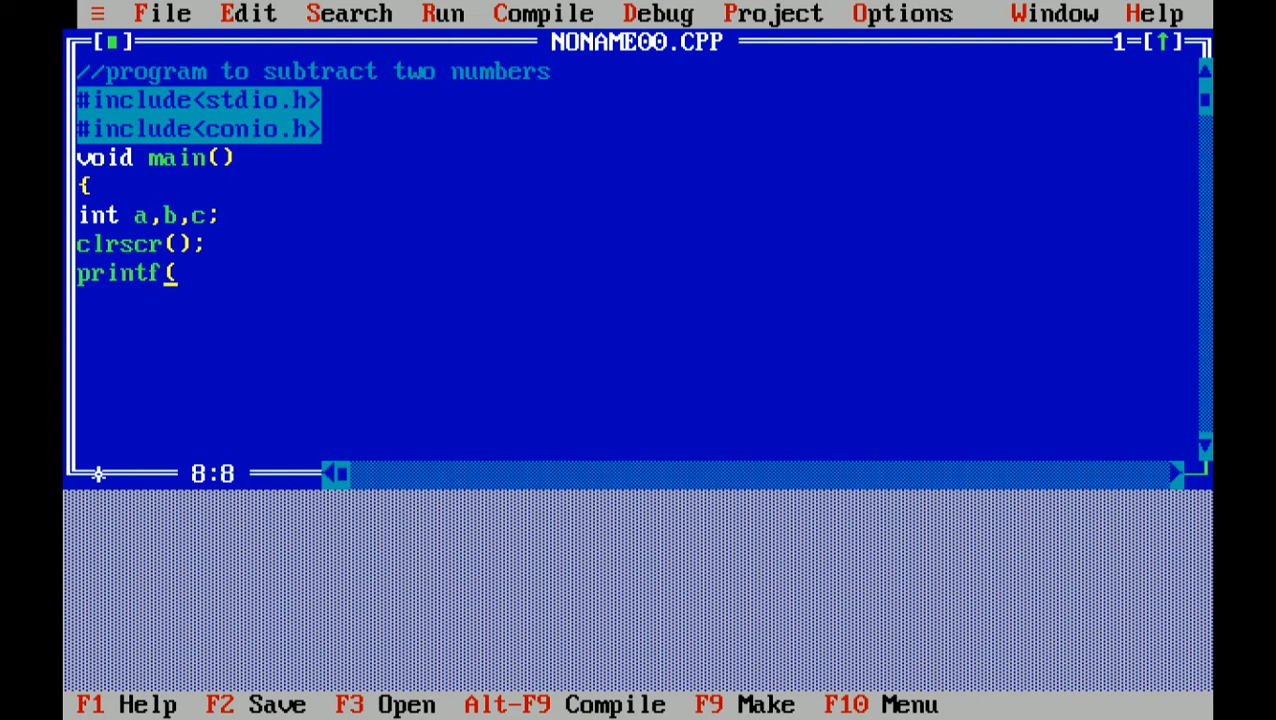 ≡ File Edit Search Run Compile Debug Project Options Window Help
[■] NONAME00.CPP 1=[↑]
//program to subtract two numbers
#include<stdio.h>
#include<conio.h>
void main()
{
int a,b,c;
clrscr();
printf(
8:8
F1 Help F2 Save F3 Open Alt-F9 Compile F9 Make F10 Menu